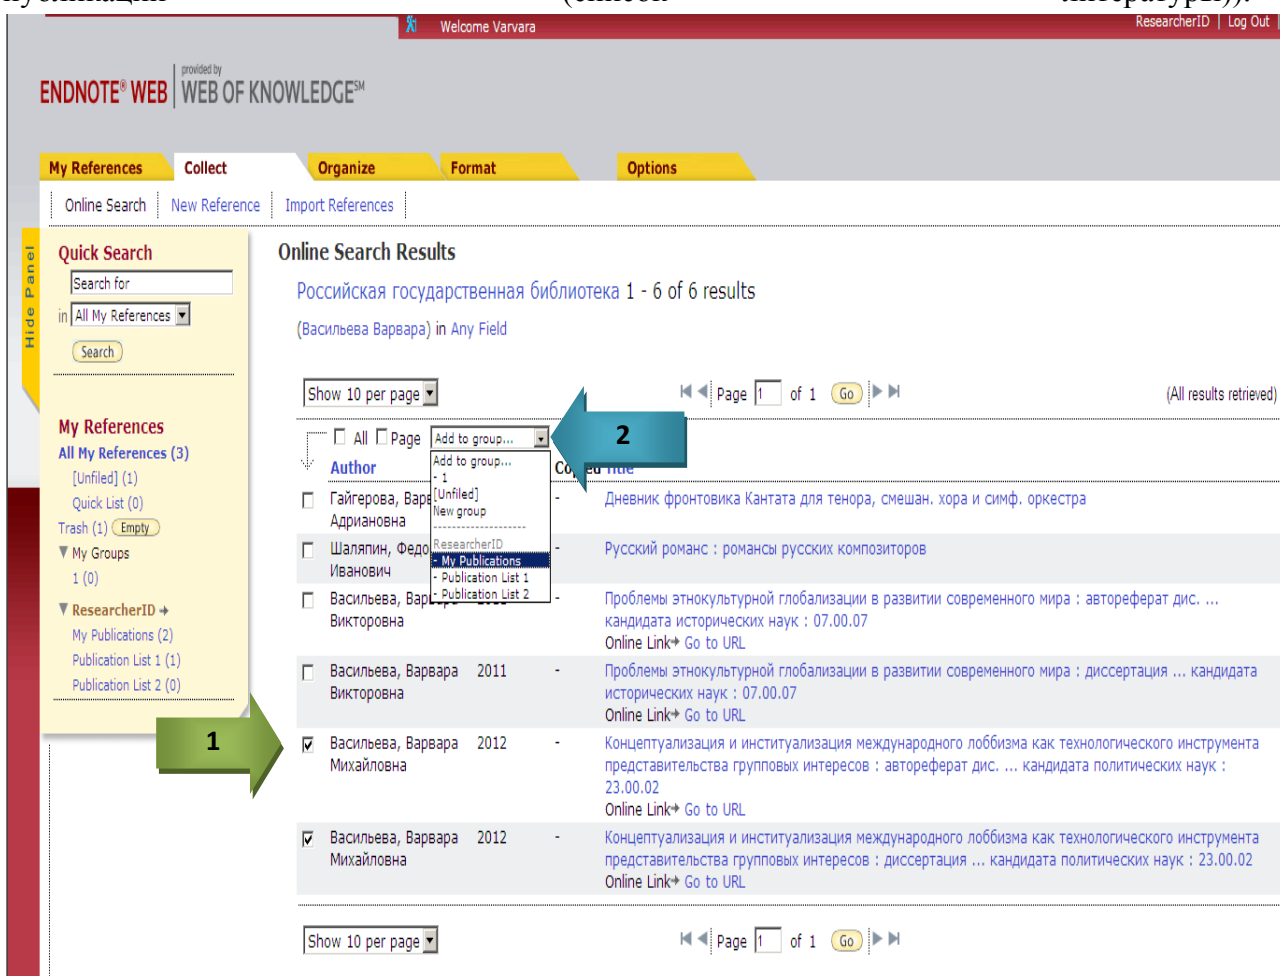 публикации (список литературы)).
Welcome Varvara ResearcherID | Log Out |
ENDNOTE® WEB provided by WEB OF KNOWLEDGE℠
My References Collect Organize Format Options
Online Search New Reference Import References
Hide Panel
Quick Search
Search for
in All My References
Search
My References
All My References (3)
[Unfiled] (1)
Quick List (0)
Trash (1) Empty
My Groups
1 (0)
ResearcherID
My Publications (2)
Publication List 1 (1)
Publication List 2 (0)
1
Online Search Results
Российская государственная библиотека 1 - 6 of 6 results
(Васильева Варвара) in Any Field
Show 10 per page Page 1 of 1 Go (All results retrieved)
All Page Add to group...
2
Add to group...
- 1
[Unfiled]
New group
--------------------
ResearcherID
- My Publications
- Publication List 1
- Publication List 2
Author Title
Гайгерова, - Дневник фронтовика Кантата для тенора, смешан. хора и симф. оркестра
Адриановна
Шаляпин, - Русский романс : романсы русских композиторов
Иванович
Васильева, - Проблемы этнокультурной глобализации в развитии современного мира : автореферат дис. ...
Викторовна кандидата исторических наук : 07.00.07
Online Link Go to URL
Васильева, Варвара 2011 - Проблемы этнокультурной глобализации в развитии современного мира : диссертация ... кандидата
Викторовна исторических наук : 07.00.07
Online Link Go to URL
Васильева, Варвара 2012 - Концептуализация и институализация международного лоббизма как технологического инструмента
Михайловна представительства групповых интересов : автореферат дис. ... кандидата политических наук :
23.00.02
Online Link Go to URL
Васильева, Варвара 2012 - Концептуализация и институализация международного лоббизма как технологического инструмента
Михайловна представительства групповых интересов : диссертация ... кандидата политических наук : 23.00.02
Online Link Go to URL
Show 10 per page Page 1 of 1 Go